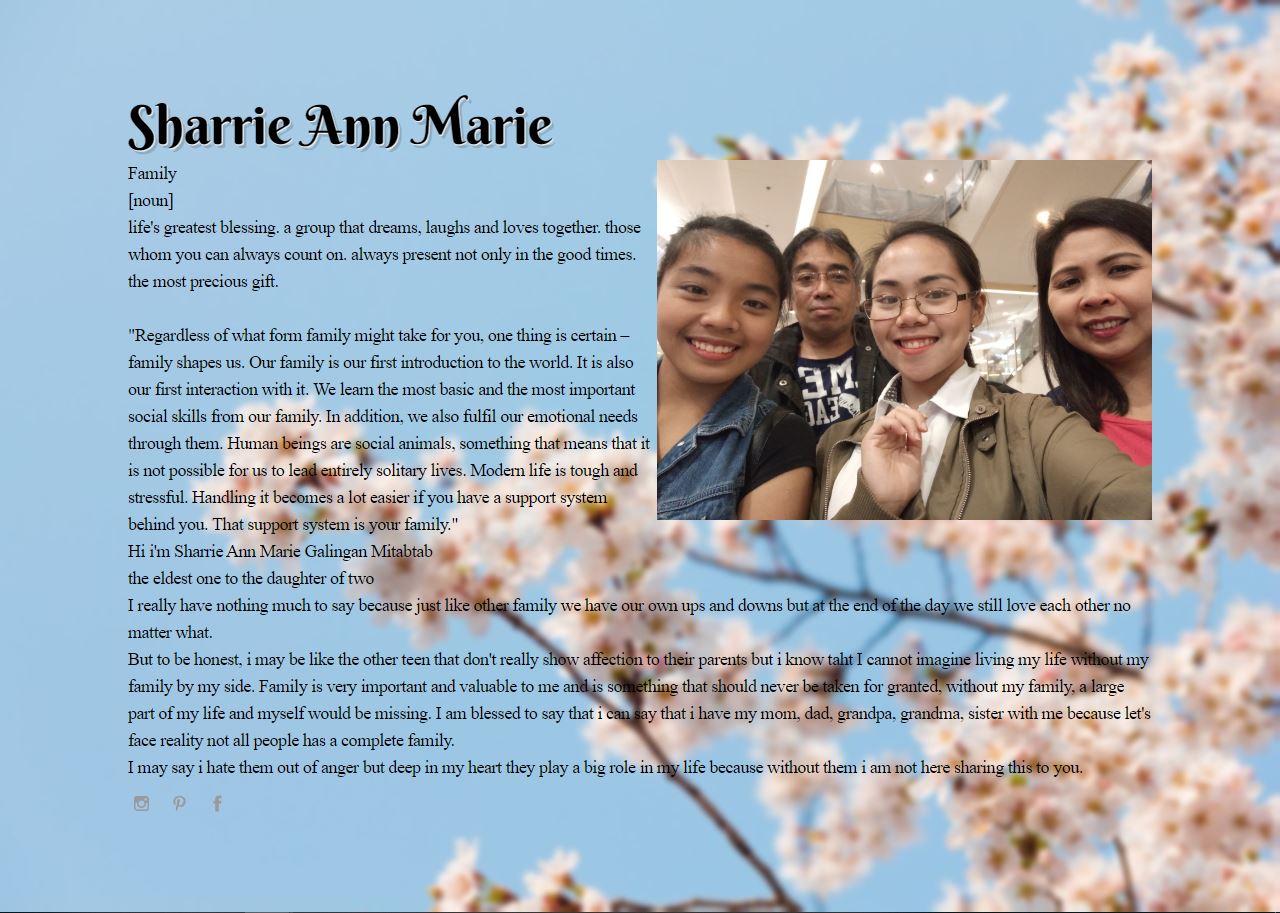 Sharrie Ann Marie
Family
[noun]
life's greatest blessing. a group that dreams, laughs and loves together. those
whom you can always count on. always present not only in the good times.
the most precious gift.
"Regardless of what form family might take for you, one thing is certain –
family shapes us. Our family is our first introduction to the world. It is also
our first interaction with it. We learn the most basic and the most important
social skills from our family. In addition, we also fulfil our emotional needs
through them. Human beings are social animals, something that means that it
is not possible for us to lead entirely solitary lives. Modern life is tough and
stressful. Handling it becomes a lot easier if you have a support system
behind you. That support system is your family."
Hi i'm Sharrie Ann Marie Galingan Mitabtab
the eldest one to the daughter of two
I really have nothing much to say because just like other family we have our own ups and downs but at the end of the day we still love each other no
matter what.
But to be honest, i may be like the other teen that don't really show affection to their parents but i know taht I cannot imagine living my life without my
family by my side. Family is very important and valuable to me and is something that should never be taken for granted, without my family, a large
part of my life and myself would be missing. I am blessed to say that i can say that i have my mom, dad, grandpa, grandma, sister with me because let's
face reality not all people has a complete family.
I may say i hate them out of anger but deep in my heart they play a big role in my life because without them i am not here sharing this to you.